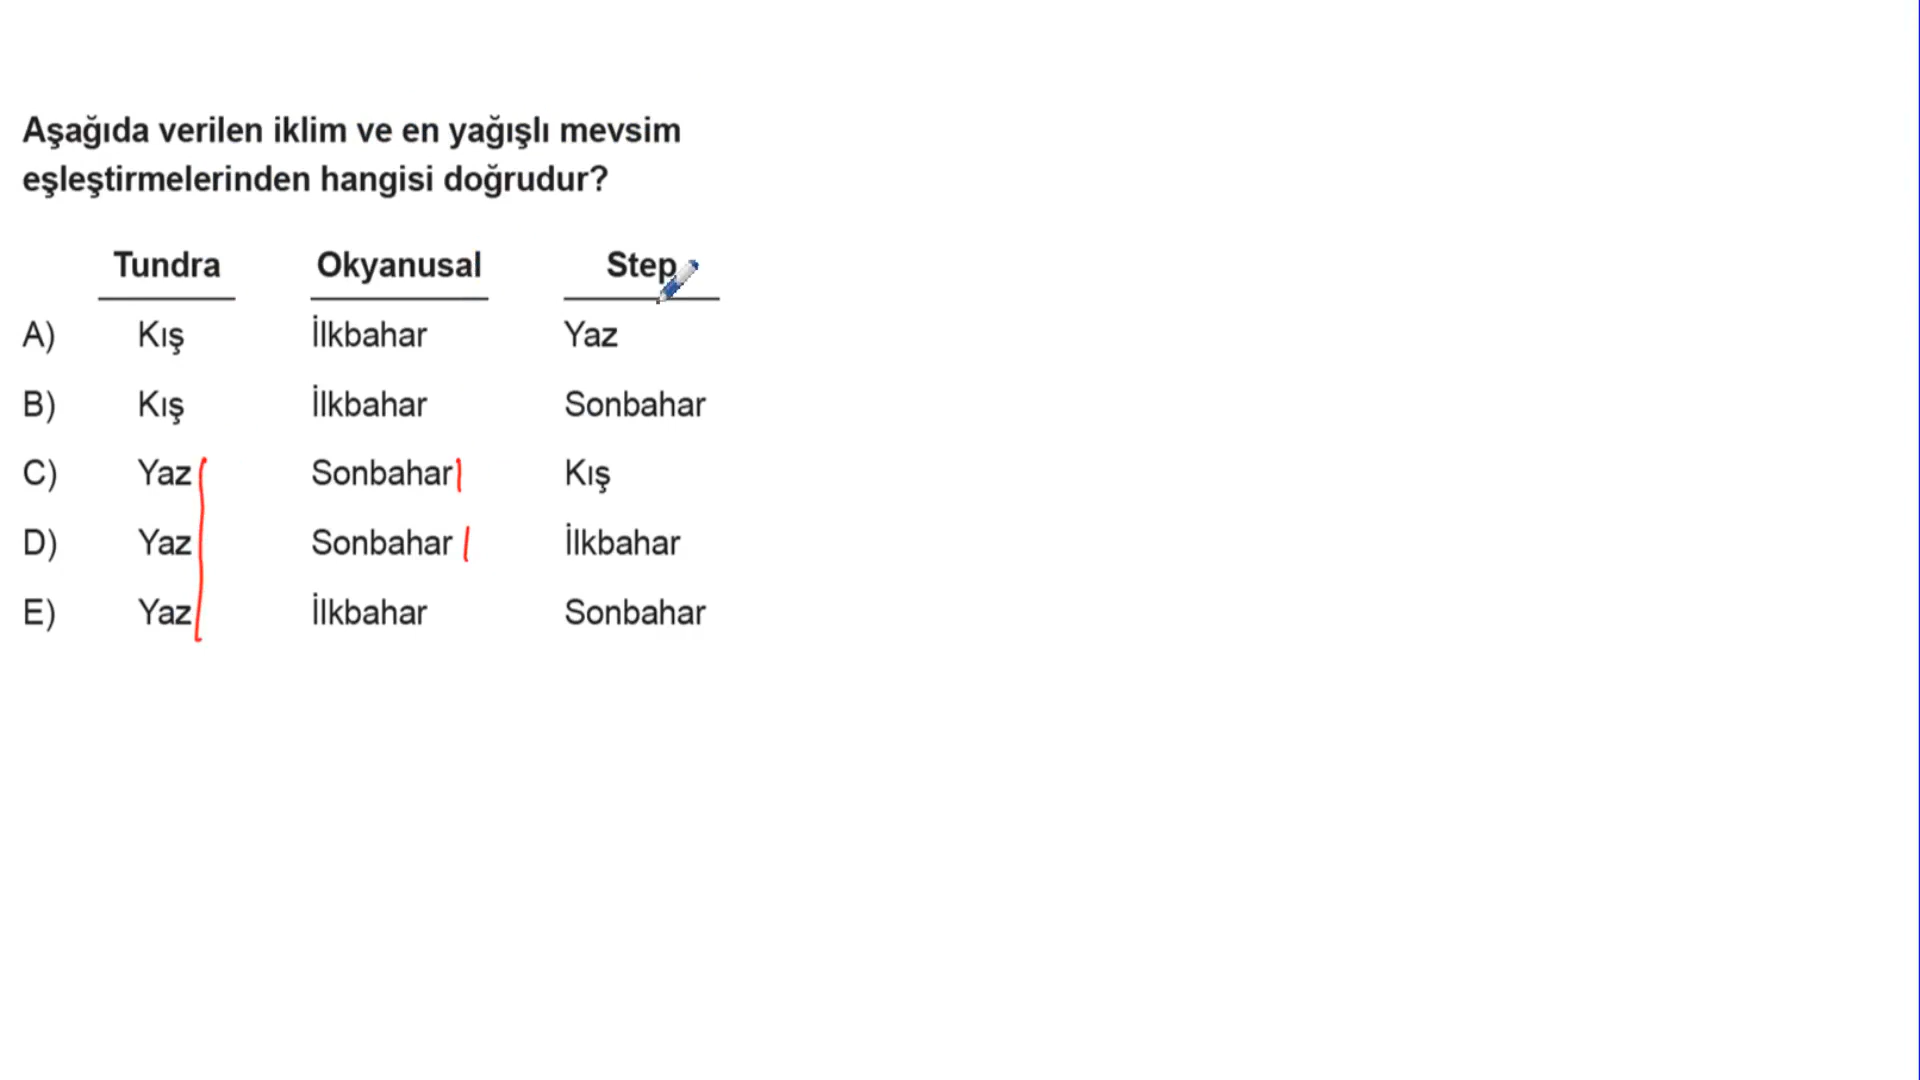 Aşağıda verilen iklim ve en yağışlı mevsim
eşleştirmelerinden hangisi doğrudur?
Tundra Okyanusal Step
A) Kış İlkbahar Yaz
B) Kış İlkbahar Sonbahar
C) Yaz Sonbahar Kış
D) Yaz Sonbahar İlkbahar
E) Yaz İlkbahar Sonbahar